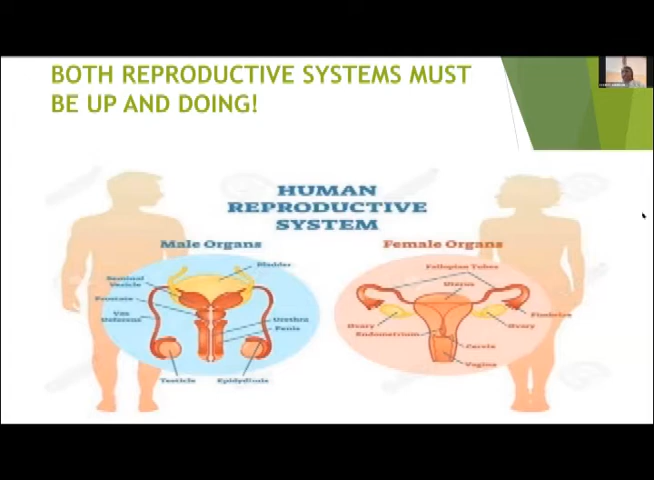 BOTH REPRODUCTIVE SYSTEMS MUST
BE UP AND DOING!
HUMAN
REPRODUCTIVE
SYSTEM
Male Organs
Female Organs
Bladder
Seminal
Vesicle
Prostate
Vas
Deferens
Urethra
Penis
Testicle
Epidydimis
Fallopian Tubes
Uterus
Fimbriae
Ovary
Ovary
Endometrium
Cervix
Vagina